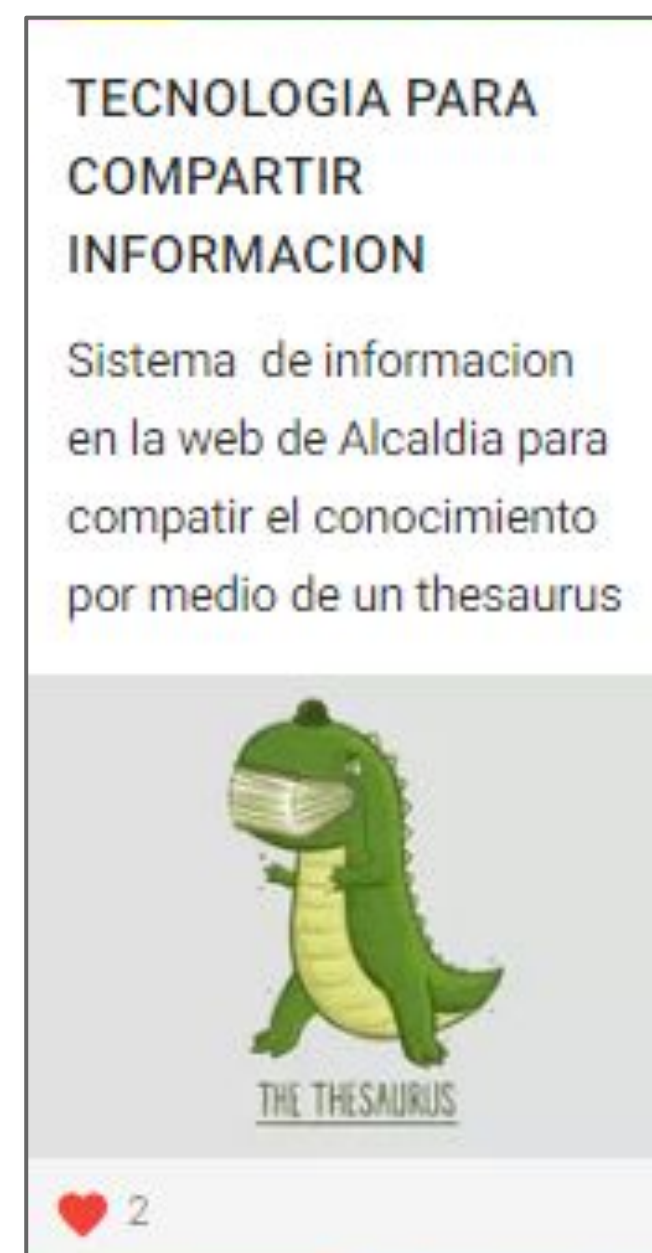 TECNOLOGIA PARA
COMPARTIR
INFORMACION
Sistema  de informacion
en la web de Alcaldia para
compatir el conocimiento
por medio de un thesaurus
THE THESAURUS
2